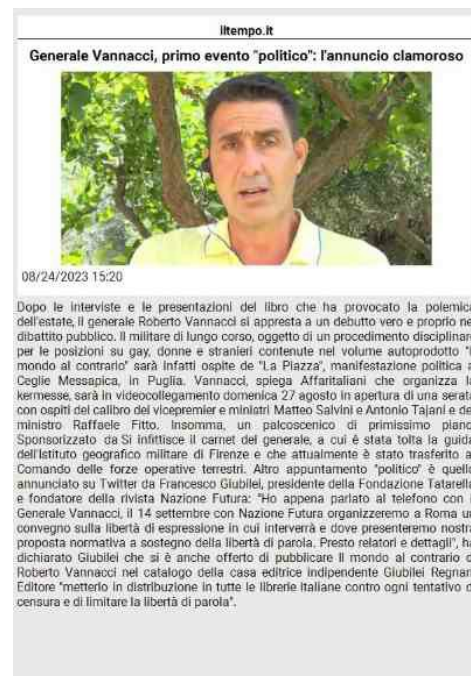 iltempo.it
Generale Vannacci, primo evento "politico": l'annuncio clamoroso
08/24/2023 15:20
Dopo le interviste e le presentazioni del libro che ha provocato la polemica
dell'estate, il generale Roberto Vannacci si appresta a un debutto vero e proprio ne
dibattito pubblico. Il militare di lungo corso, oggetto di un procedimento disciplinar
per le posizioni su gay, donne e stranieri contenute nel volume autoprodotto "I
mondo al contrario" sarà infatti ospite de "La Piazza", manifestazione politica a
Ceglie Messapica, in Puglia. Vannacci, spiega Affaritaliani che organizza la
kermesse, sarà in videocollegamento domenica 27 agosto in apertura di una serata
con ospiti del calibro dei vicepremier e ministri Matteo Salvini e Antonio Tajani e de
ministro Raffaele Fitto. Insomma, un palcoscenico di primissimo piano
Sponsorizzato da Si infittisce il carnet del generale, a cui è stata tolta la guida
dell'Istituto geografico militare di Firenze e che attualmente è stato trasferito a
Comando delle forze operative terrestri. Altro appuntamento "politico" è quello
annunciato su Twitter da Francesco Giubilei, presidente della Fondazione Tatarella
e fondatore della rivista Nazione Futura: "Ho appena parlato al telefono con i
Generale Vannacci, il 14 settembre con Nazione Futura organizzeremo a Roma un
convegno sulla libertà di espressione in cui interverrà e dove presenteremo nostra
proposta normativa a sostegno della libertà di parola. Presto relatori e dettagli", ha
dichiarato Giubilei che si è anche offerto di pubblicare Il mondo al contrario d
Roberto Vannacci nel catalogo della casa editrice indipendente Giubilei Regnan
Editore "metterlo in distribuzione in tutte le librerie italiane contro ogni tentativo d
censura e di limitare la libertà di parola".